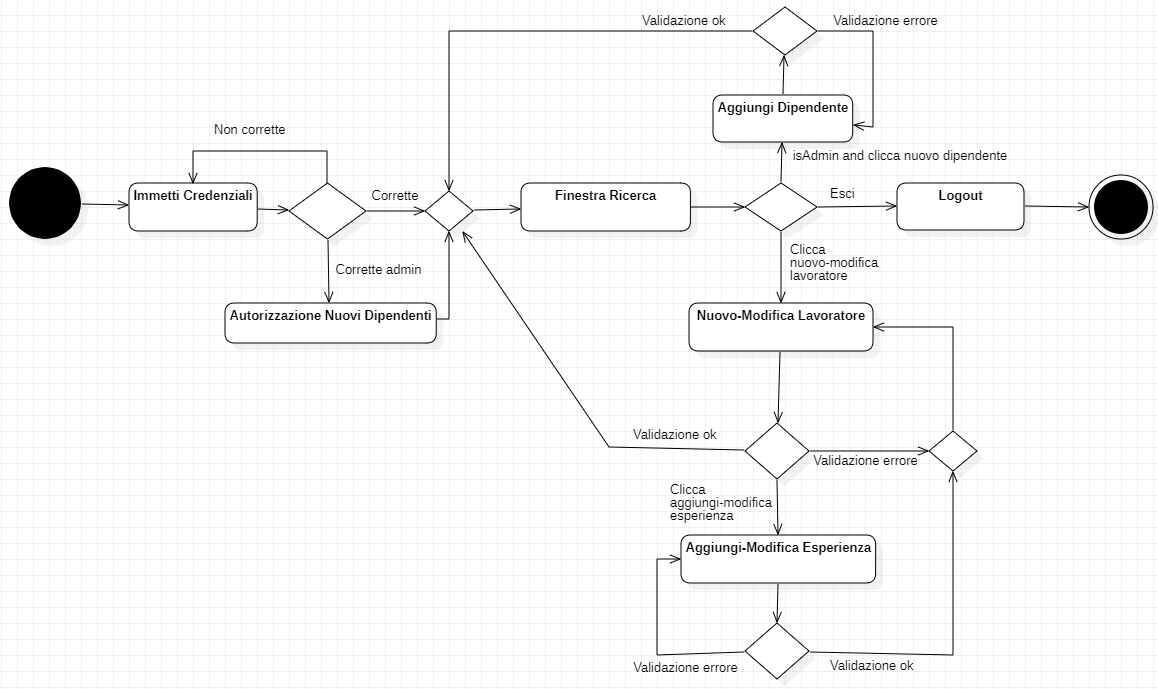 Validazione ok
Validazione errore
Aggiungi Dipendente
Non corrette
isAdmin and clicca nuovo dipendente
Immetti Credenziali
Corrette
Finestra Ricerca
Esci
Logout
Corrette admin
Clicca
nuovo-modifica
lavoratore
Autorizzazione Nuovi Dipendenti
Nuovo-Modifica Lavoratore
Validazione ok
Validazione errore
Clicca
aggiungi-modifica
esperienza
Aggiungi-Modifica Esperienza
Validazione errore
Validazione ok